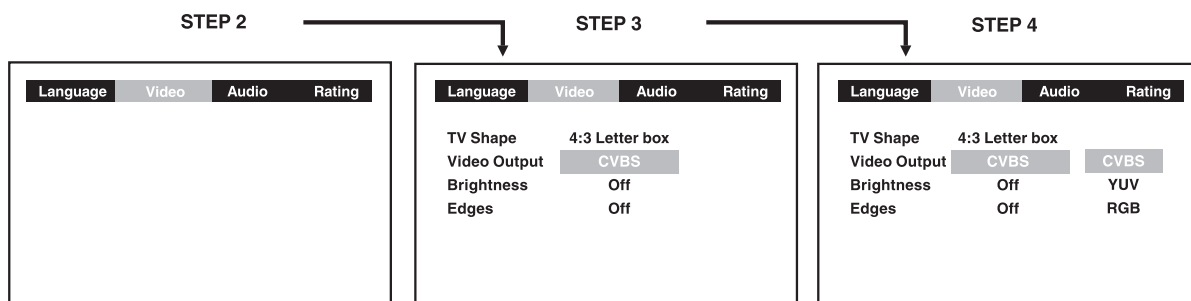 STEP 2
STEP 3
STEP 4
Language Video Audio Rating
Language Video Audio Rating
TV Shape 4:3 Letter box
Video Output CVBS
Brightness Off
Edges Off
Language Video Audio Rating
TV Shape 4:3 Letter box
Video Output CVBS CVBS
Brightness Off YUV
Edges Off RGB